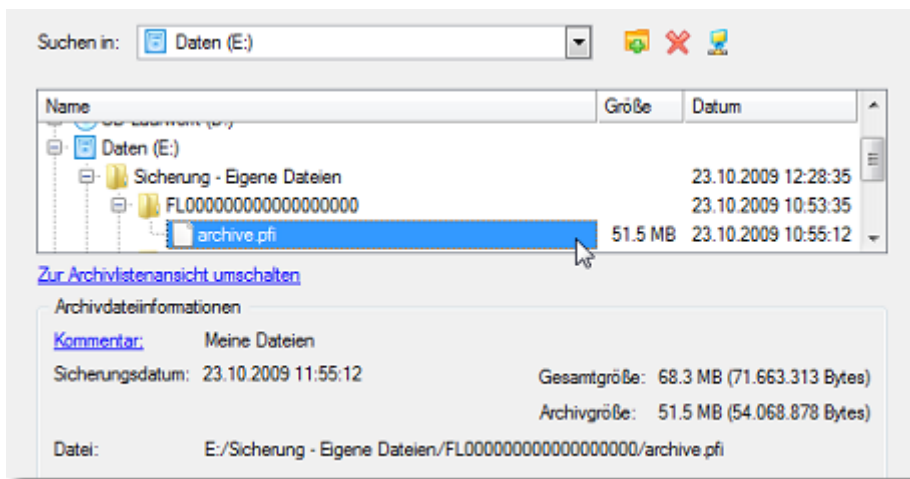 Suchen in: Daten (E:)
Name Größe Datum
Daten (E:)
Sicherung - Eigene Dateien 23.10.2009 12:28:35
FL000000000000000000 23.10.2009 10:53:35
archive.pfi 51.5 MB 23.10.2009 10:55:12
Zur Archivlistenansicht umschalten
Archivdateiinformationen
Kommentar: Meine Dateien
Sicherungsdatum: 23.10.2009 11:55:12
Gesamtgröße: 68.3 MB (71.663.313 Bytes)
Archivgröße: 51.5 MB (54.068.878 Bytes)
Datei: E:/Sicherung - Eigene Dateien/FL000000000000000000/archive.pfi